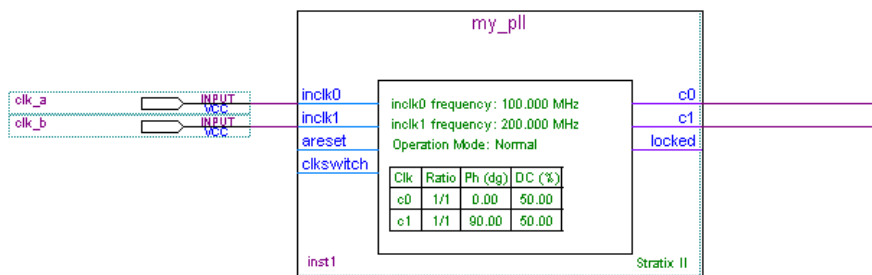 my_pll
clk_a INPUT VCC
clk_b INPUT VCC
inclk0
inclk1
areset
clkswitch
inclk0 frequency: 100.000 MHz
inclk1 frequency: 200.000 MHz
Operation Mode: Normal
Clk Ratio Ph (dg) DC (%)
c0 1/1 0.00 50.00
c1 1/1 90.00 50.00
c0
c1
locked
inst1
Stratix II